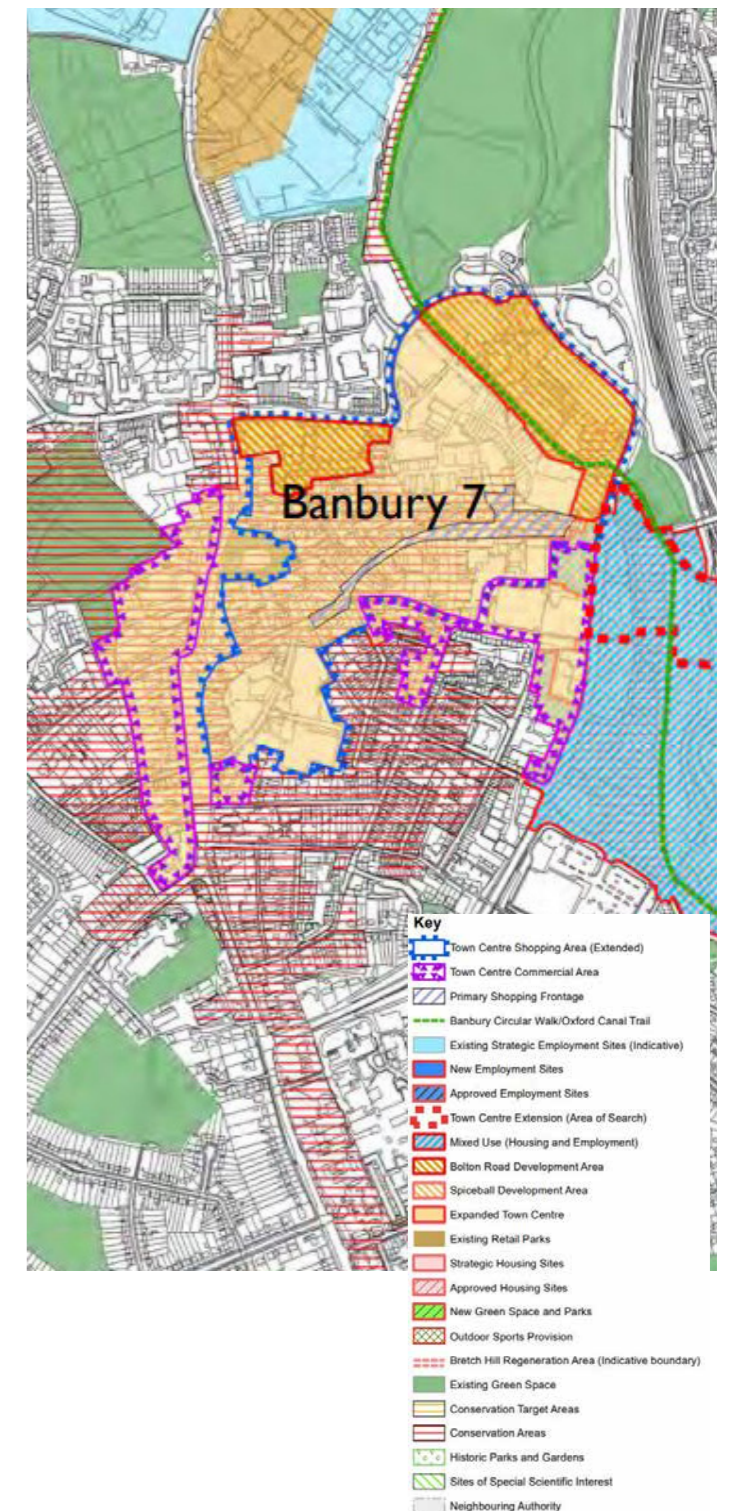 Banbury 7
Key
Town Centre Shopping Area (Extended)
Town Centre Commercial Area
Primary Shopping Frontage
Banbury Circular Walk/Oxford Canal Trail
Existing Strategic Employment Sites (Indicative)
New Employment Sites
Approved Employment Sites
Town Centre Extension (Area of Search)
Mixed Use (Housing and Employment)
Bolton Road Development Area
Spiceball Development Area
Expanded Town Centre
Existing Retail Parks
Strategic Housing Sites
Approved Housing Sites
New Green Space and Parks
Outdoor Sports Provision
Bretch Hill Regeneration Area (Indicative boundary)
Existing Green Space
Conservation Target Areas
Conservation Areas
Historic Parks and Gardens
Sites of Special Scientific Interest
Neighbouring Authority